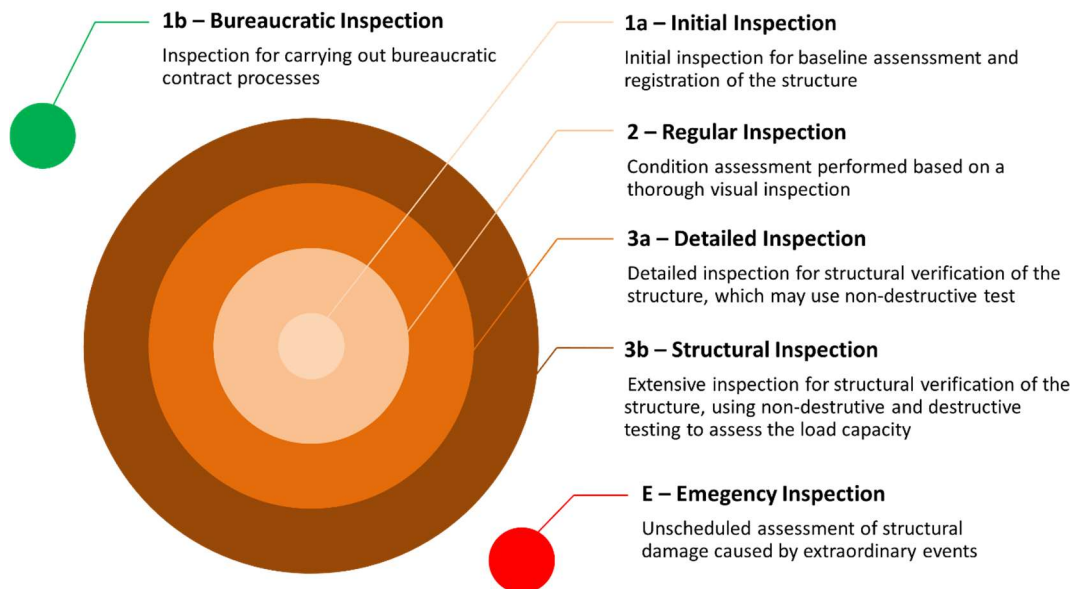 1b – Bureaucratic Inspection
Inspection for carrying out bureaucratic
contract processes
1a – Initial Inspection
Initial inspection for baseline assenssment and
registration of the structure
2 – Regular Inspection
Condition assessment performed based on a
thorough visual inspection
3a – Detailed Inspection
Detailed inspection for structural verification of the
structure, which may use non-destructive test
3b – Structural Inspection
Extensive inspection for structural verification of the
structure, using non-destrutive and destructive
testing to assess the load capacity
E – Emegency Inspection
Unscheduled assessment of structural
damage caused by extraordinary events